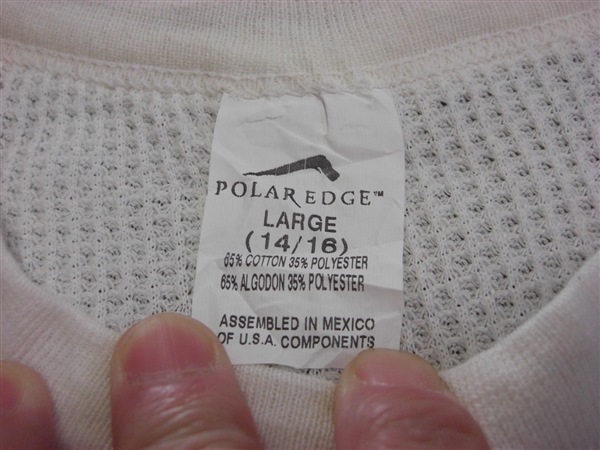 POLAR EDGE™
LARGE
(14/16)
65% COTTON 35% POLYESTER
65% ALGODON 35% POLYESTER
ASSEMBLED IN MEXICO
OF U.S.A. COMPONENTS